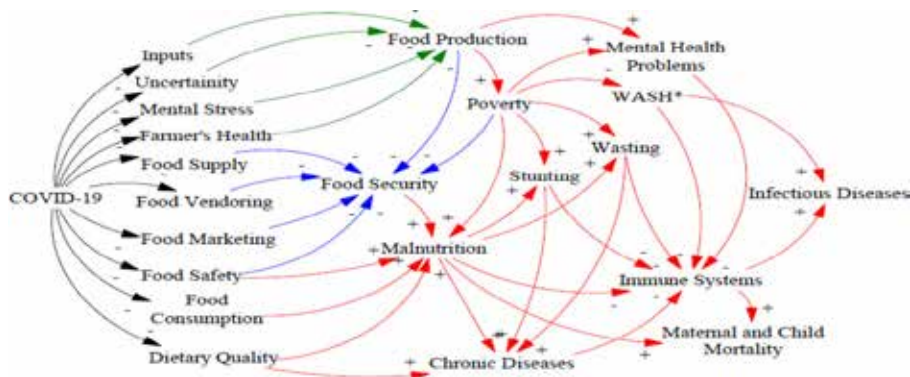 Inputs
Uncertainity
Mental Stress
Farmer's Health
Food Supply
COVID-19
Food Vendoring
Food Marketing
Food Safety
Food
Consumption
Dietary Quality
Food Production
Poverty
Food Security
Malnutrition
Stunting
Wasting
Chronic Diseases
Mental Health
Problems
WASH*
Infectious Diseases
Immune Systems
Maternal and Child
Mortality